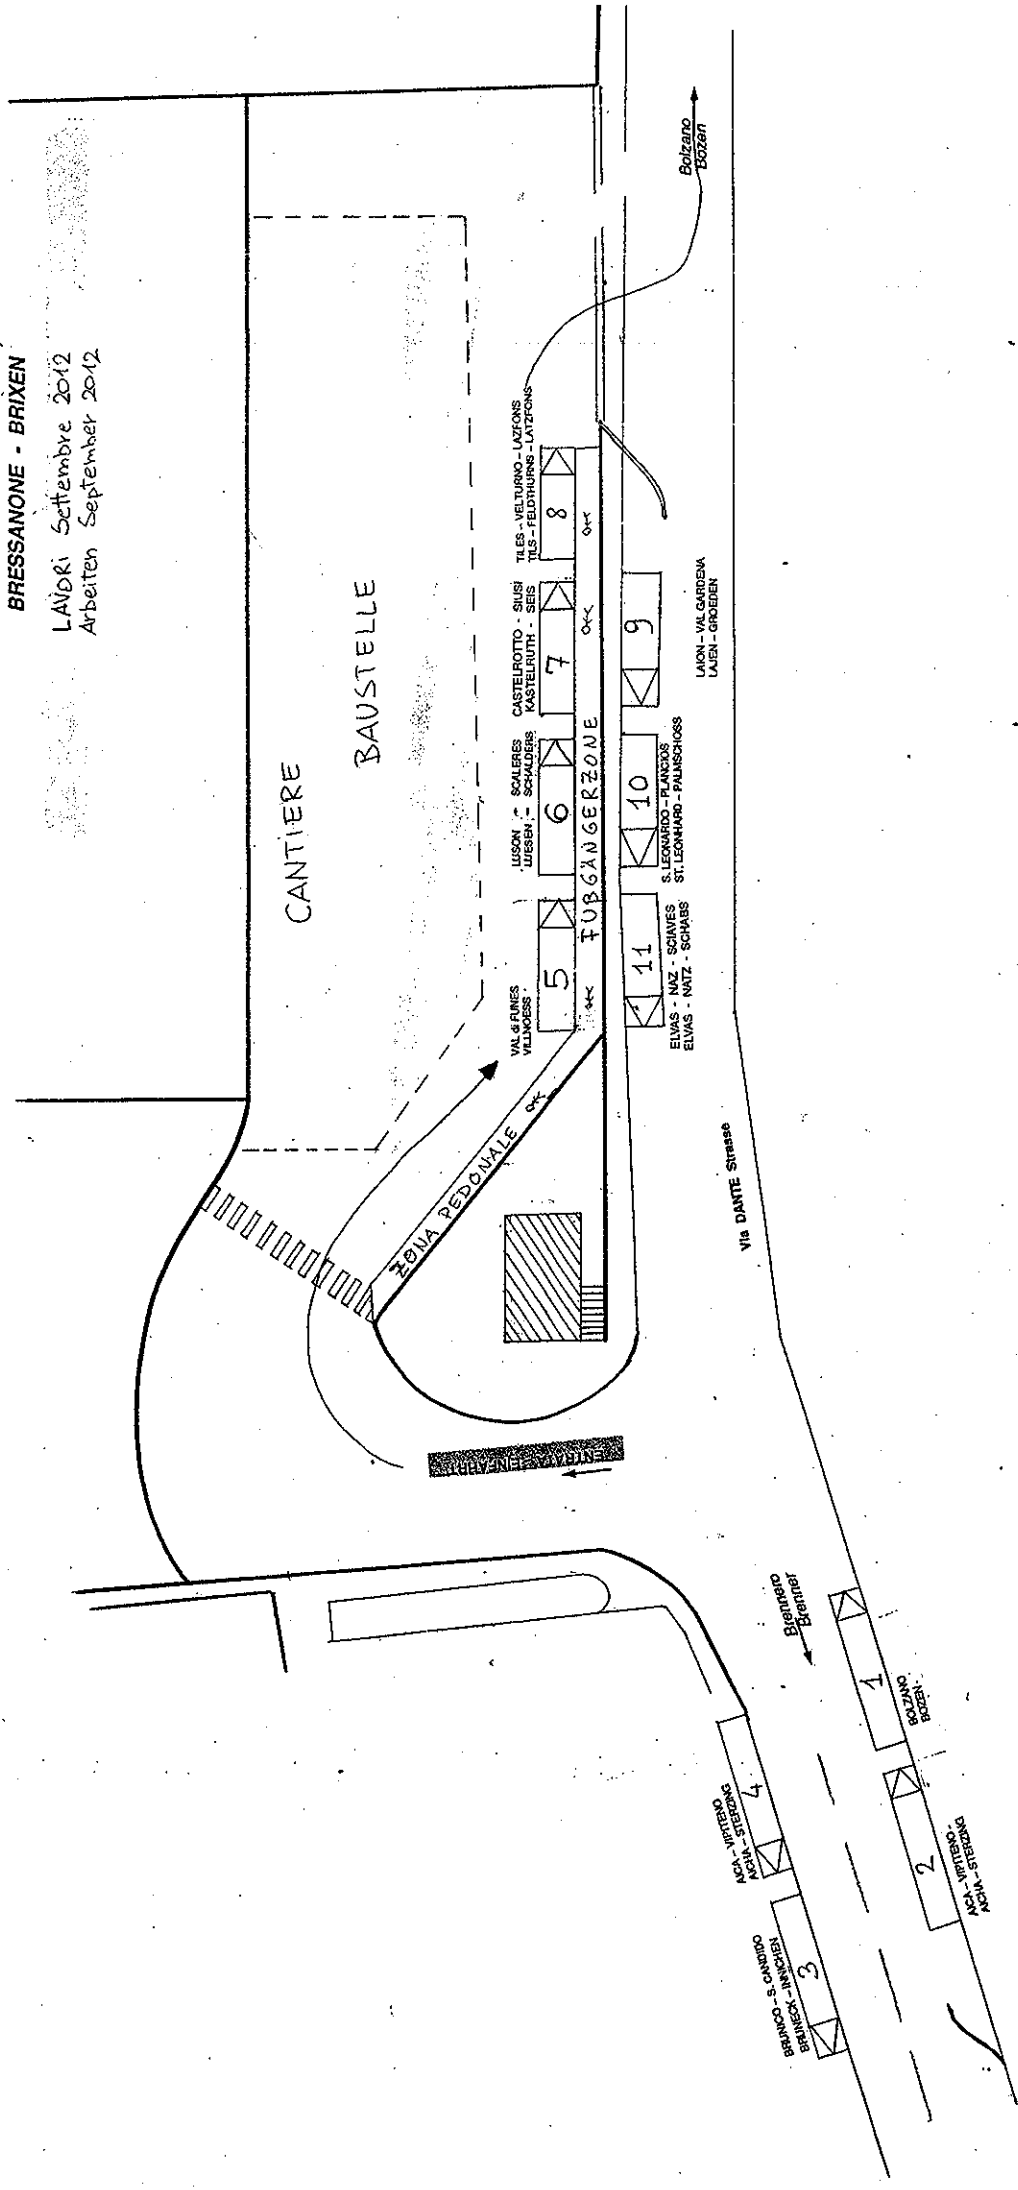 BRESSANONE - BRIXEN
LAVORI Settembre 2012
Arbeiten September 2012
CANTIERE
BAUSTELLE
Bolzano
Bozen
VAL di FUNES
VILLNOESS
5
LUSON - SCALERES
LUESEN - SCHALDERS
6
CASTELROTTO - SIUSI
KASTELRUTH - SEIS
7
TILES - VELTURNO - LAZFONS
TILS - FELDTHURNS - LATZFONS
8
FUßGÄNGERZONE
ZONA PEDONALE
11
ELVAS - NAZ - SCIAVES
ELVAS - NATZ - SCHABS
10
S. LEONARDO - PLANCIOS
ST. LEONHARD - PALMSCHOSS
9
LAION - VAL GARDENA
LAJEN - GROEDEN
Via DANTE Strasse
ENTRATA - EINFAHRT
Brennero
Brenner
BRUNICO - S. CANDIDO
BRUNECK - INNICHEN
3
AICA - VIPITENO
AICHA - STERZING
4
2
AICA - VIPITENO -
AICHA - STERZING
1
BOLZANO
BOZEN